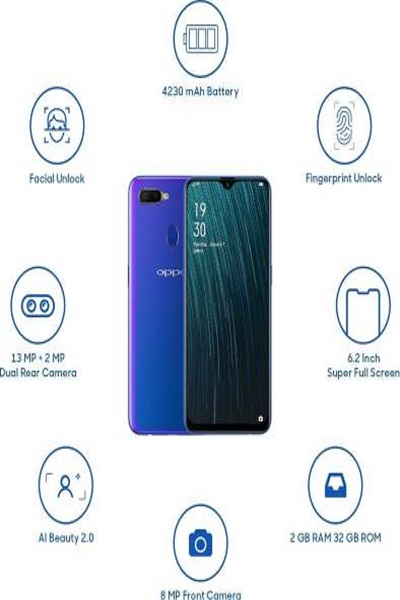 4230 mAh Battery
Facial Unlock
Fingerprint Unlock
19
30
oppo
13 MP + 2 MP
Dual Rear Camera
6.2 Inch
Super Full Screen
AI Beauty 2.0
2 GB RAM 32 GB ROM
8 MP Front Camera